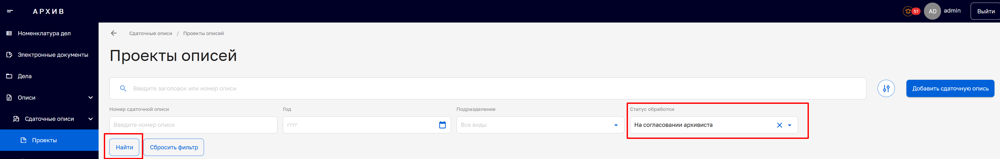 АРХИВ
57
AD
admin
Выйти
Номенклатура дел
Электронные документы
Дела
Описи
Сдаточные описи
Проекты
Сдаточные описи / Проекты описей
Проекты описей
Введите заголовок или номер описи
Добавить сдаточную опись
Номер сдаточной описи
Год
Подразделение
Статус обработки
Введите номер описи
гггг
Все виды
На согласовании архивиста
Найти
Сбросить фильтр